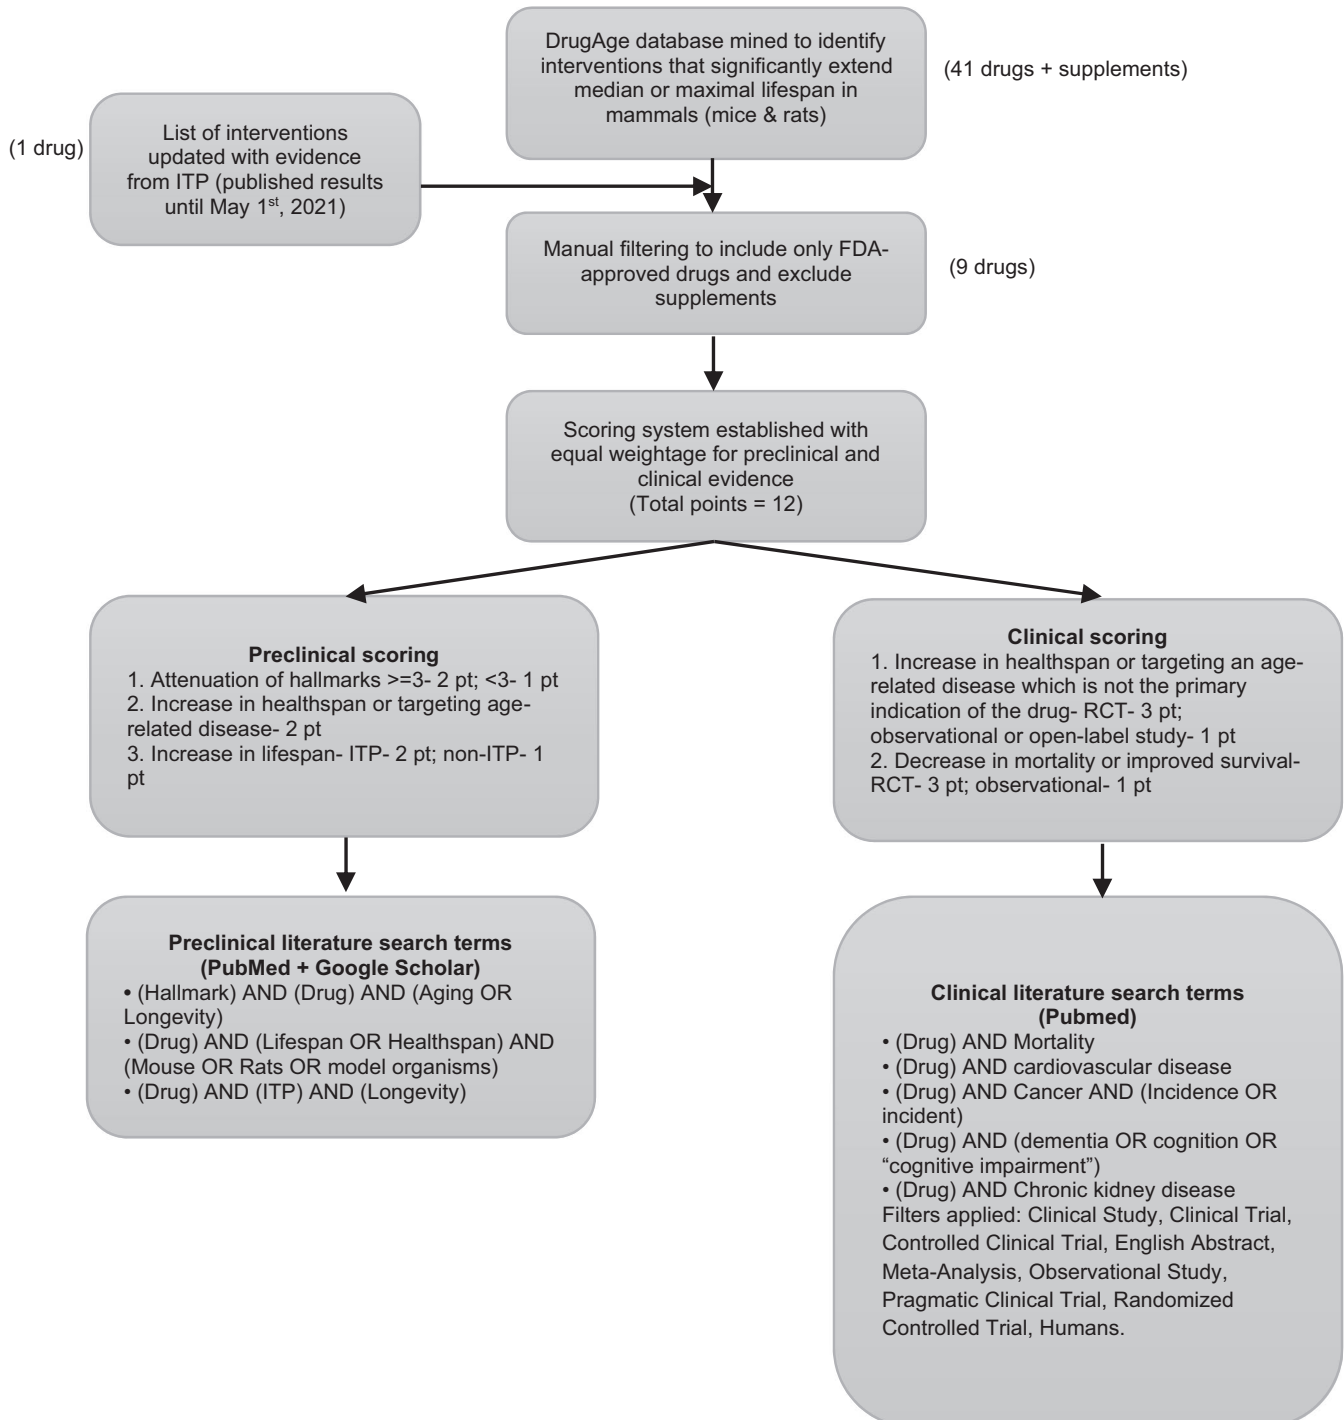 DrugAge database mined to identify
interventions that significantly extend
median or maximal lifespan in
mammals (mice & rats)
(41 drugs + supplements)
(1 drug)
List of interventions
updated with evidence
from ITP (published results
until May 1st, 2021)
Manual filtering to include only FDA-
approved drugs and exclude
supplements
(9 drugs)
Scoring system established with
equal weightage for preclinical and
clinical evidence
(Total points = 12)
Preclinical scoring
1. Attenuation of hallmarks >=3- 2 pt; <3- 1 pt
2. Increase in healthspan or targeting age-
related disease- 2 pt
3. Increase in lifespan- ITP- 2 pt; non-ITP- 1
pt
Clinical scoring
1. Increase in healthspan or targeting an age-
related disease which is not the primary
indication of the drug- RCT- 3 pt;
observational or open-label study- 1 pt
2. Decrease in mortality or improved survival-
RCT- 3 pt; observational- 1 pt
Preclinical literature search terms
(PubMed + Google Scholar)
• (Hallmark) AND (Drug) AND (Aging OR
Longevity)
• (Drug) AND (Lifespan OR Healthspan) AND
(Mouse OR Rats OR model organisms)
• (Drug) AND (ITP) AND (Longevity)
Clinical literature search terms
(Pubmed)
• (Drug) AND Mortality
• (Drug) AND cardiovascular disease
• (Drug) AND Cancer AND (Incidence OR
incident)
• (Drug) AND (dementia OR cognition OR
“cognitive impairment”)
• (Drug) AND Chronic kidney disease
Filters applied: Clinical Study, Clinical Trial,
Controlled Clinical Trial, English Abstract,
Meta-Analysis, Observational Study,
Pragmatic Clinical Trial, Randomized
Controlled Trial, Humans.